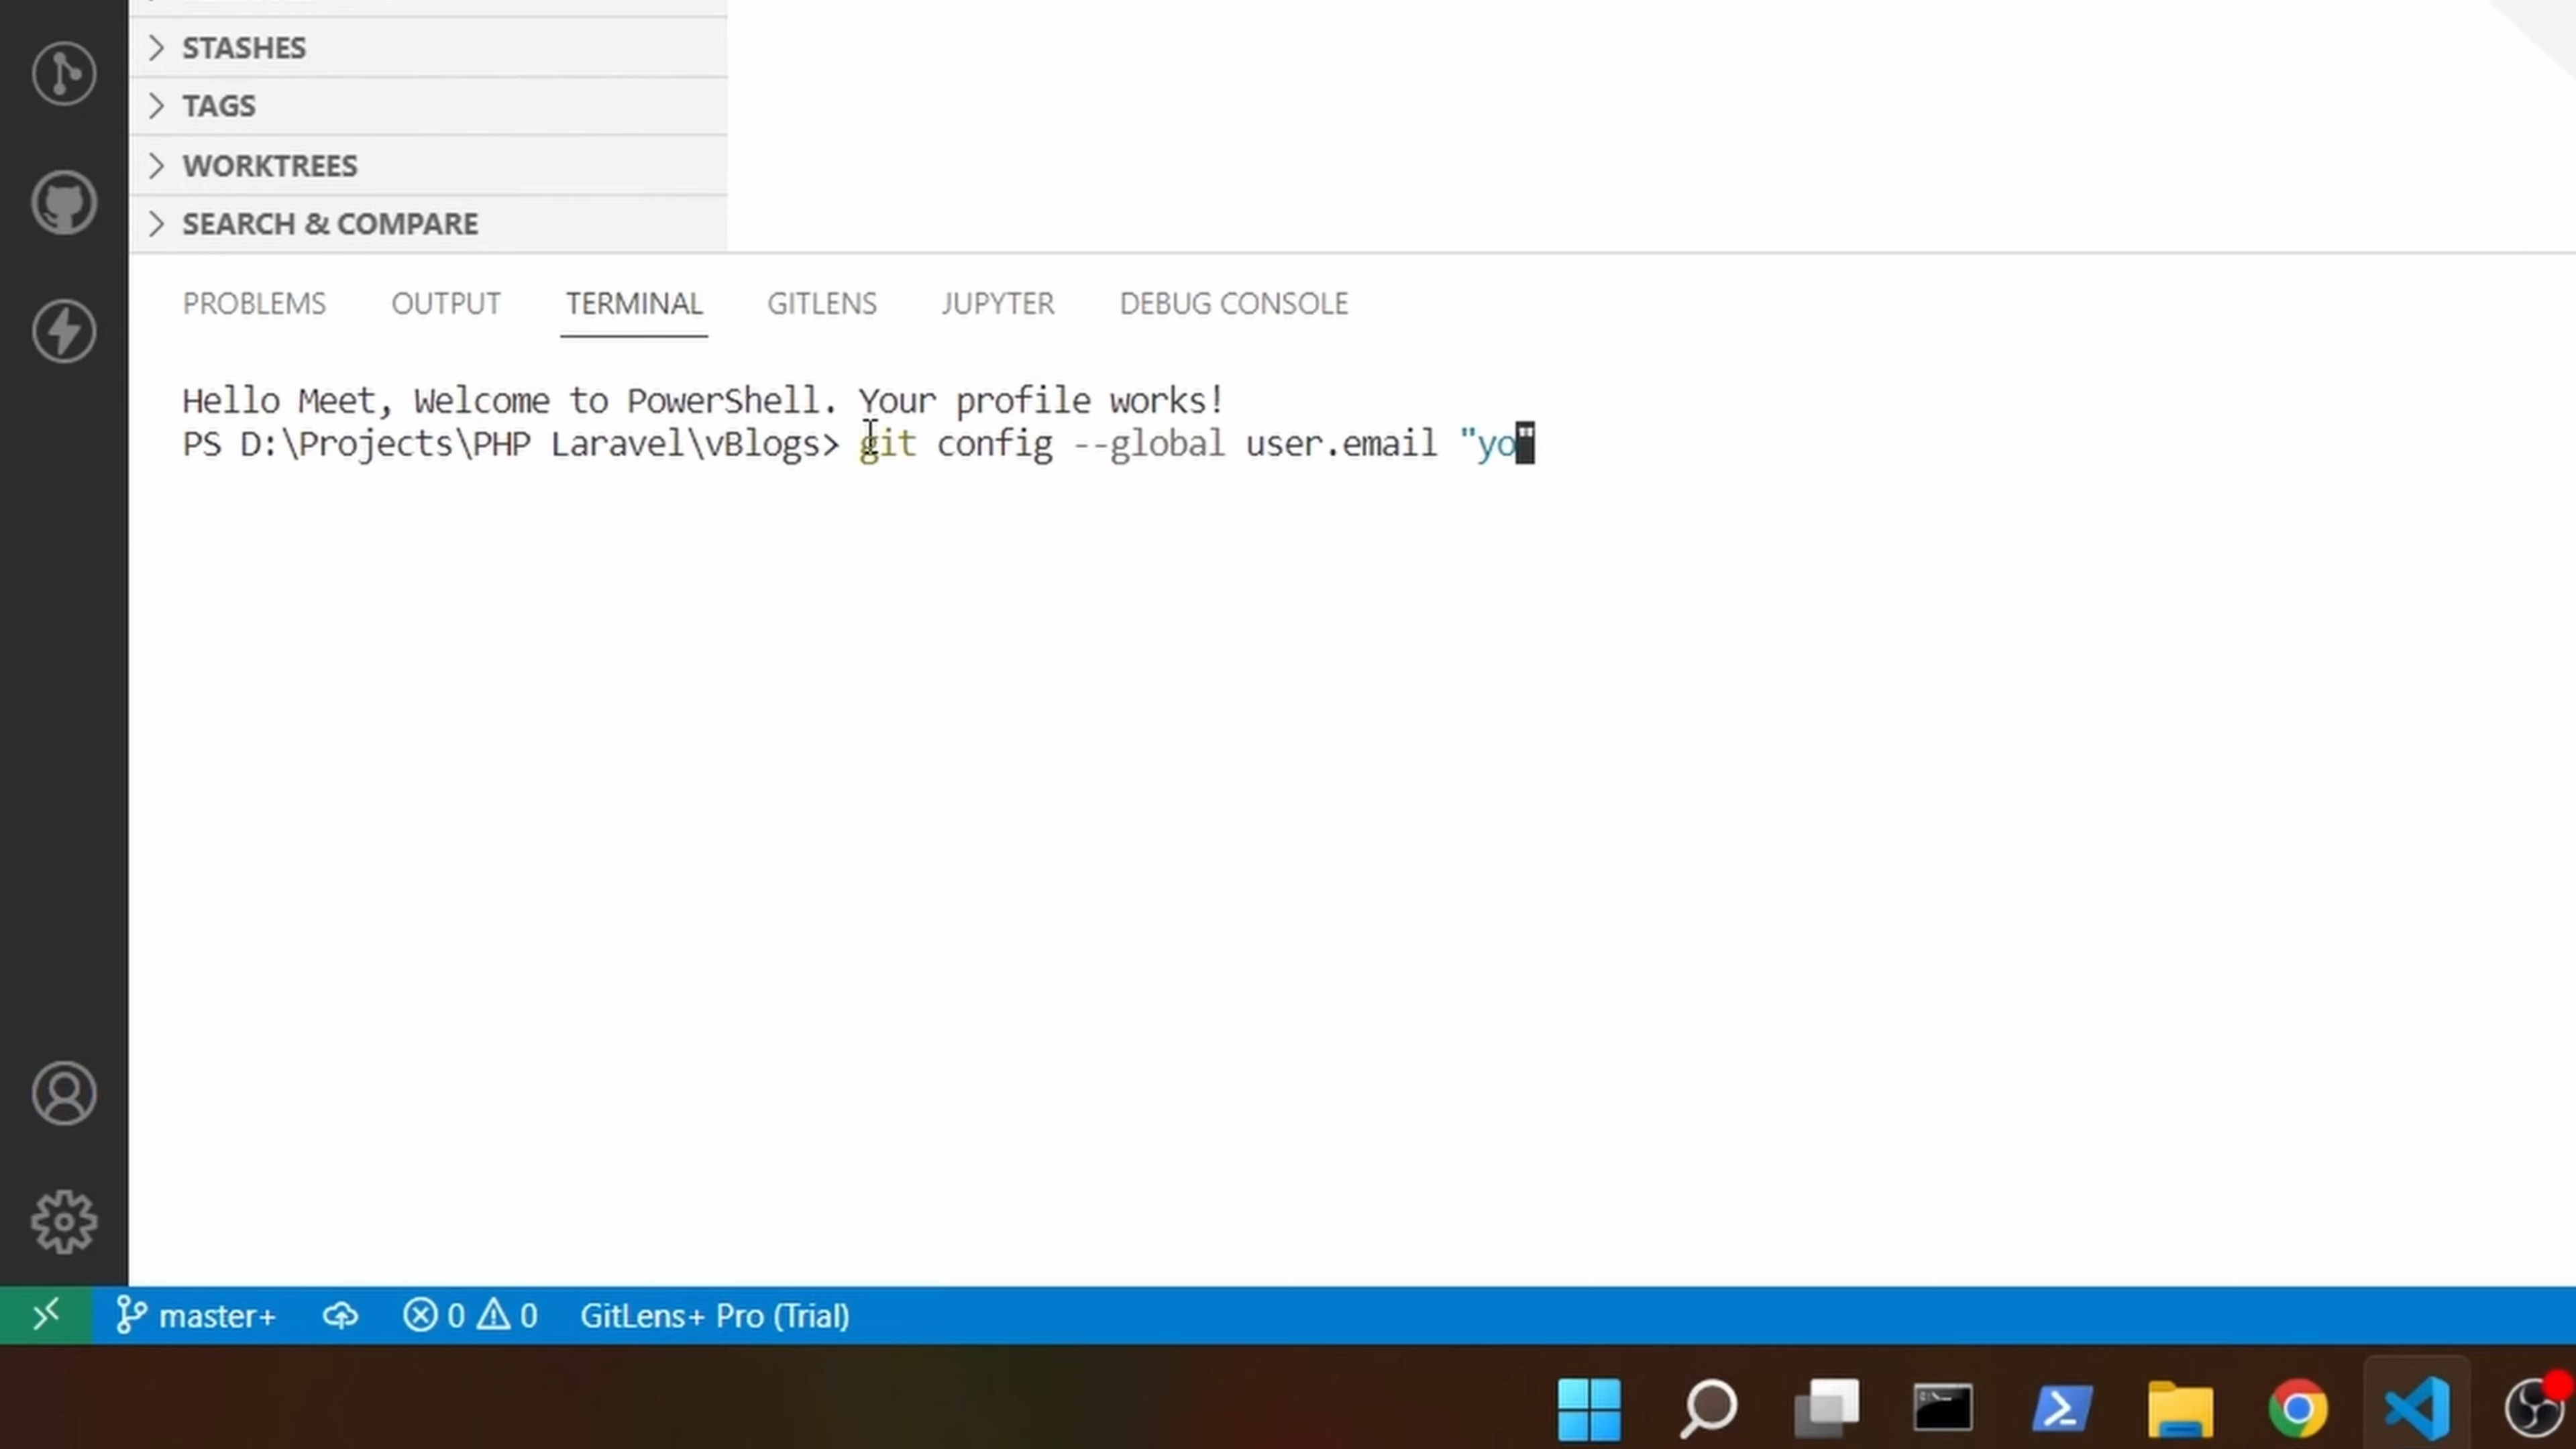 STASHES
TAGS
WORKTREES
SEARCH & COMPARE
PROBLEMS OUTPUT TERMINAL GITLENS JUPYTER DEBUG CONSOLE
Hello Meet, Welcome to PowerShell. Your profile works!
PS D:\Projects\PHP Laravel\vBlogs> git config --global user.email "yo"
master+ 0 0 GitLens+ Pro (Trial)